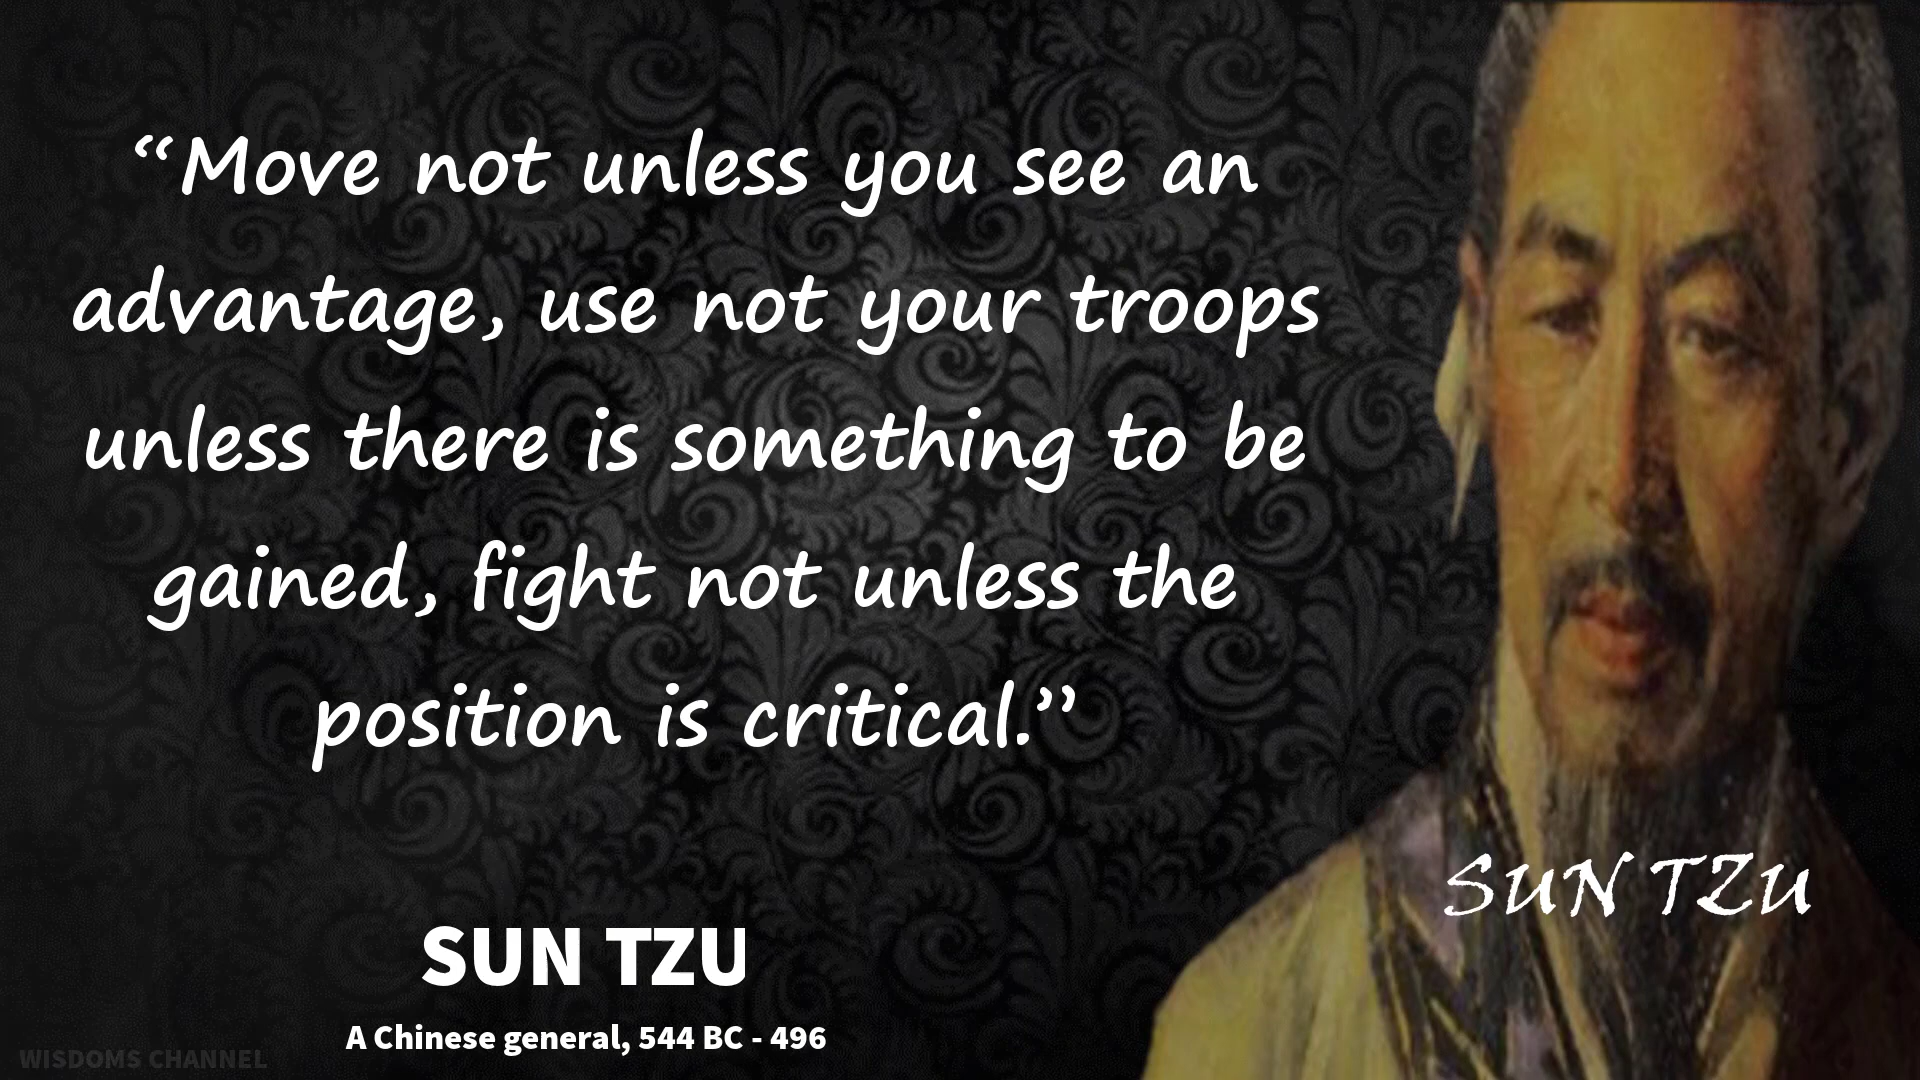 “Move not unless you see an
advantage, use not your troops
unless there is something to be
gained, fight not unless the
position is critical.”
SUN TZU
SUN TZU
A Chinese general, 544 BC - 496
WISDOMS CHANNEL